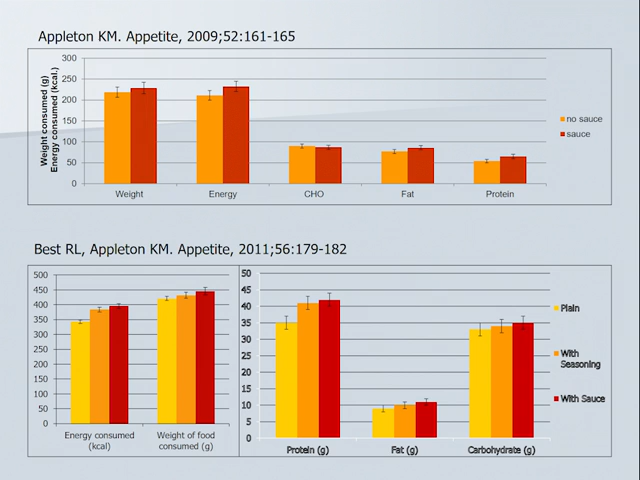 Appleton KM. Appetite, 2009;52:161-165
Weight consumed (g)
Energy consumed (kcal.)
300
250
200
150
100
50
0
Weight
Energy
CHO
Fat
Protein
no sauce
sauce
Best RL, Appleton KM. Appetite, 2011;56:179-182
500
450
400
350
300
350
300
150
100
50
0
Energy consumed
(kcal)
Weight of food
consumed (g)
50
45
40
35
30
25
20
15
10
5
0
Protein (g)
Fat (g)
Carbohydrate (g)
Plain
With
Seasoning
With Sauce